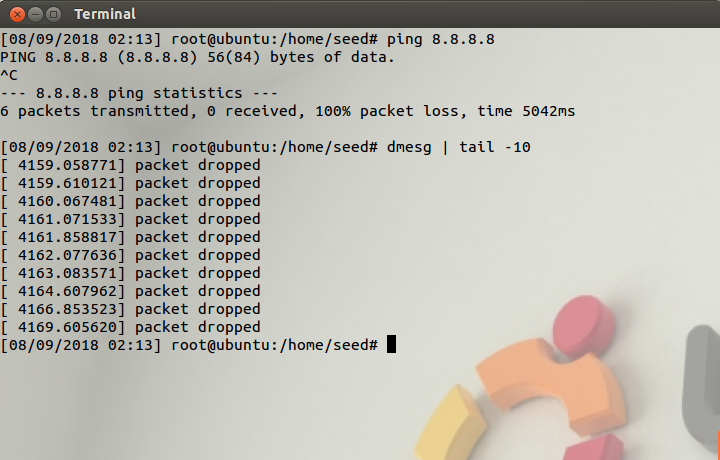 Terminal
[08/09/2018 02:13] root@ubuntu:/home/seed# ping 8.8.8.8
PING 8.8.8.8 (8.8.8.8) 56(84) bytes of data.
^C
--- 8.8.8.8 ping statistics ---
6 packets transmitted, 0 received, 100% packet loss, time 5042ms
[08/09/2018 02:13] root@ubuntu:/home/seed# dmesg | tail -10
[ 4159.058771] packet dropped
[ 4159.610121] packet dropped
[ 4160.067481] packet dropped
[ 4161.071533] packet dropped
[ 4161.858817] packet dropped
[ 4162.077636] packet dropped
[ 4163.083571] packet dropped
[ 4164.607962] packet dropped
[ 4166.853523] packet dropped
[ 4169.605620] packet dropped
[08/09/2018 02:13] root@ubuntu:/home/seed#